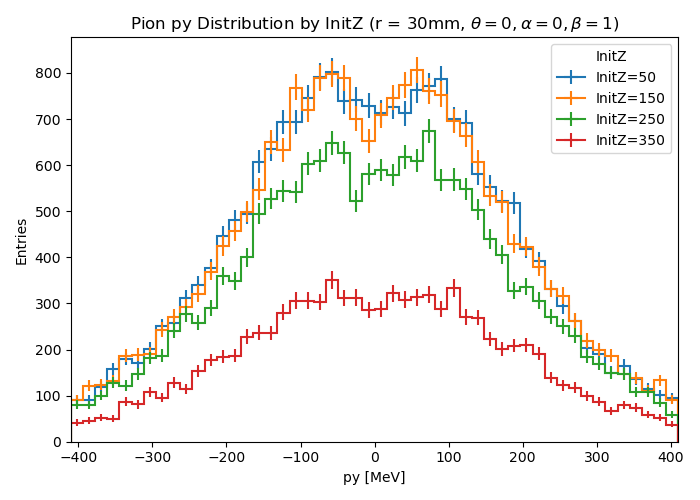 Pion py Distribution by InitZ (r = 30mm, θ = 0, α = 0, β = 1)
InitZ
InitZ=50
InitZ=150
InitZ=250
InitZ=350
Entries
800
700
600
500
400
300
200
100
0
−400 −300 −200 −100 0 100 200 300 400
py [MeV]